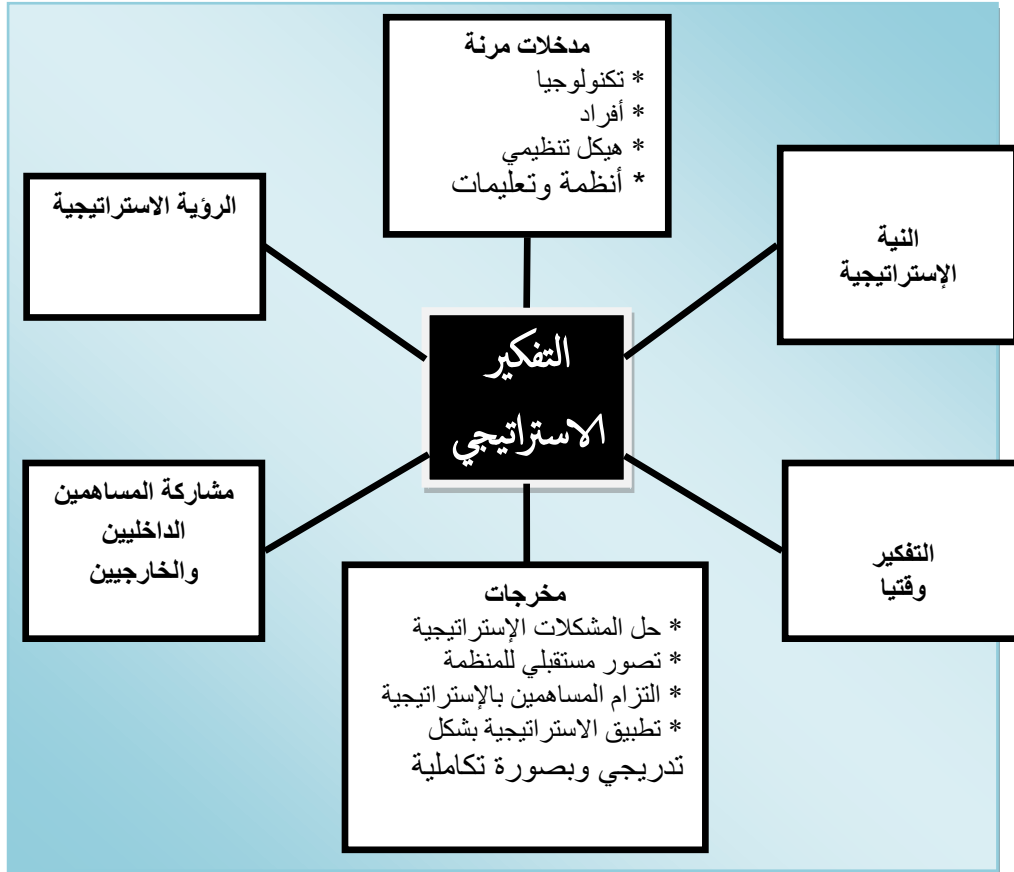 مدخلات مرنة
* تكنولوجيا
* أفراد
* هيكل تنظيمي
* أنظمة وتعليمات
النية
الإستراتيجية
الرؤية الاستراتيجية
التفكير
الاستراتيجي
التفكير
وقتيا
مشاركة المساهمين
الداخليين
والخارجيين
مخرجات
* حل المشكلات الإستراتيجية
* تصور مستقبلي للمنظمة
* التزام المساهمين بالإستراتيجية
* تطبيق الاستراتيجية بشكل
تدريجي وبصورة تكاملية